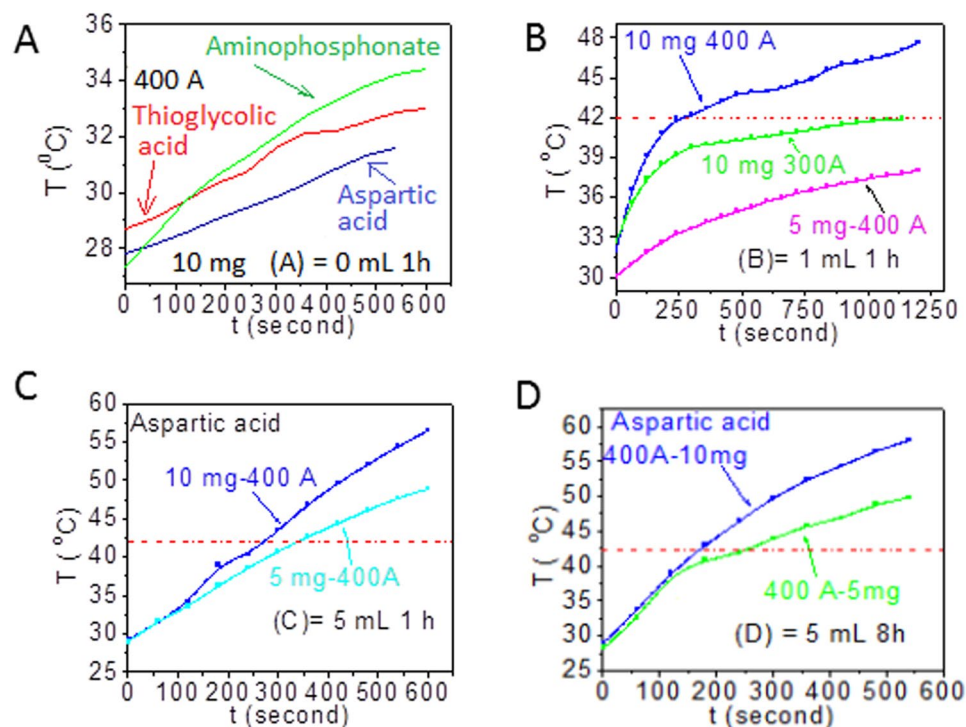 A
36
34
32
30
28
T (⁰C)
400 A
Aminophosphonate
Thioglycolic
acid
Aspartic
acid
10 mg (A) = 0 mL 1h
0 100 200 300 400 500 600
t (second)
B
48
45
42
39
36
33
30
T (°C)
10 mg 400 A
10 mg 300A
5 mg-400 A
(B)= 1 mL 1 h
0 250 500 750 1000 1250
t (second)
C
60
55
50
45
40
35
30
25
T (°C)
Aspartic acid
10 mg-400 A
5 mg-400A
(C)= 5 mL 1 h
0 100 200 300 400 500 600
t (second)
D
60
55
50
45
40
35
30
25
T (°C)
Aspartic acid
400A-10mg
400 A-5mg
(D) = 5 mL 8h
0 100 200 300 400 500 600
t (second)